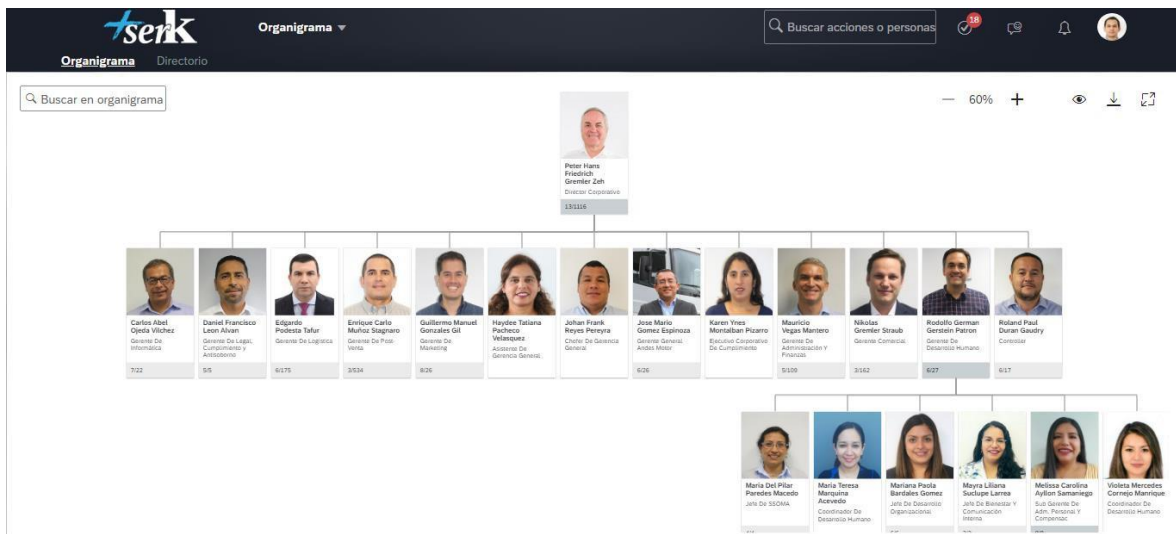 +serk
Organigrama
Buscar acciones o personas
18
Organigrama Directorio
Buscar en organigrama
60%
Peter Hans
Friedrich
Gremler Zeh
Director Corporativo
13/1116
Carlos Abel
Ojeda Vilchez
Gerente De
Informática
7/22
Daniel Francisco
Leon Alvan
Gerente De Legal,
Cumplimiento y
Antisoborno
5/5
Edgardo
Podesta Tafur
Gerente De Logística
6/175
Enrique Carlo
Muñoz Stagnaro
Gerente De Post-
Venta
3/534
Guillermo Manuel
Gonzales Gil
Gerente De
Marketing
8/26
Haydee Tatiana
Pacheco
Velasquez
Asistente De
Gerencia General
Johan Frank
Reyes Pereyra
Chofer De Gerencia
General
Jose Mario
Gomez Espinoza
Gerente General
Andes Motor
6/26
Karen Ynes
Montalban Pizarro
Ejecutivo Corporativo
De Cumplimiento
Mauricio
Vegas Mantero
Gerente De
Administración Y
Finanzas
5/109
Nikolas
Gremler Straub
Gerente Comercial
3/162
Rodolfo German
Gerstein Patron
Gerente De
Desarrollo Humano
6/27
Roland Paul
Duran Gaudry
Controller
6/17
Maria Del Pilar
Paredes Macedo
Jefe De SSOMA
Maria Teresa
Marquina
Acevedo
Coordinador De
Desarrollo Humano
Mariana Paola
Bardales Gomez
Jefe De Desarrollo
Organizacional
Mayra Liliana
Suclupe Larrea
Jefe De Bienestar Y
Comunicación
Interna
Melissa Carolina
Ayllon Samaniego
Sub Gerente De
Adm. Personal Y
Compensac
Violeta Mercedes
Cornejo Manrique
Coordinador De
Desarrollo Humano